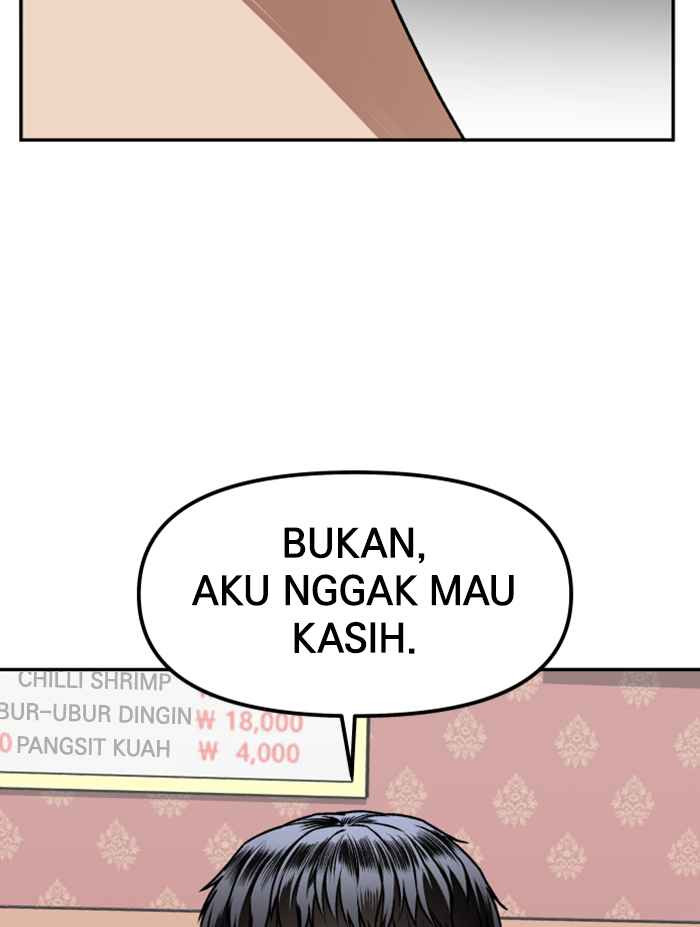 BUKAN,
AKU NGGAK MAU
KASIH.
CHILLI SHRIMP
BUR-UBUR DINGIN ₩ 18,000
0 PANGSIT KUAH ₩ 4,000